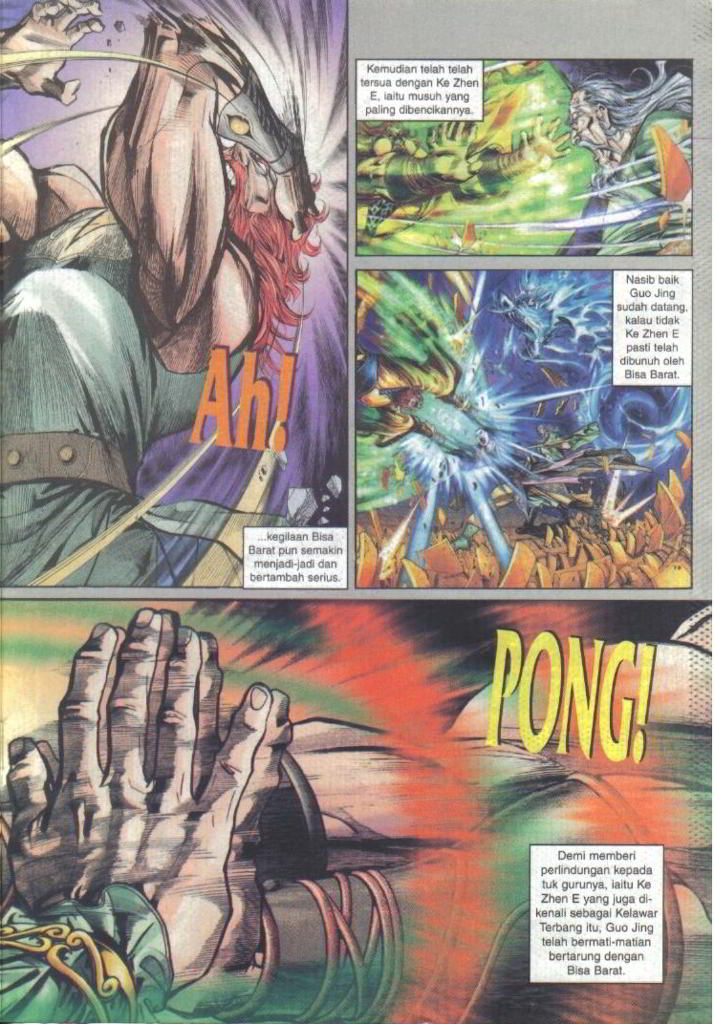 Ah!
...kegilaan Bisa
Barat pun semakin
menjadi-jadi dan
bertambah serius.
Kemudian telah telah
tersua dengan Ke Zhen
E, iaitu musuh yang
paling dibencikannya.
Nasib baik
Guo Jing
sudah datang,
kalau tidak
Ke Zhen E
pasti telah
dibunuh oleh
Bisa Barat.
PONG!
Demi memberi
perlindungan kepada
tuk gurunya, iaitu Ke
Zhen E yang juga di-
kenali sebagai Kelawar
Terbang itu, Guo Jing
telah bermati-matian
bertarung dengan
Bisa Barat.